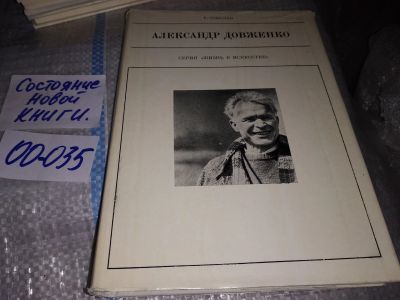 АЛЕКСАНДР ДОВЖЕНКО
СЕРИЯ «ЖИЗНЬ В ИСКУССТВЕ»
Состояние
Новой
книги.
00-035